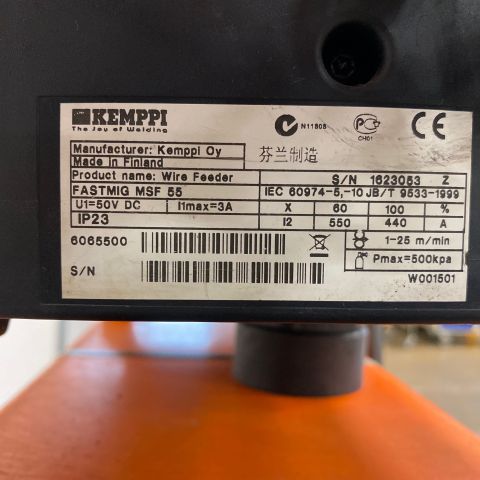 KEMPPI
The Joy of Welding
N11805
PC
CH01
CE
Manufacturer: Kemppi Oy
Made in Finland
芬兰制造
Product name: Wire Feeder
S/N 1623053 Z
FASTMIG MSF 55
IEC 60974-5,-10 JB/T 9533-1999
U1=50V DC
I1max=3A
X 60 100 %
IP23
I2 550 440 A
6065500
1-25 m/min
S/N
Pmax=500kpa
W001501